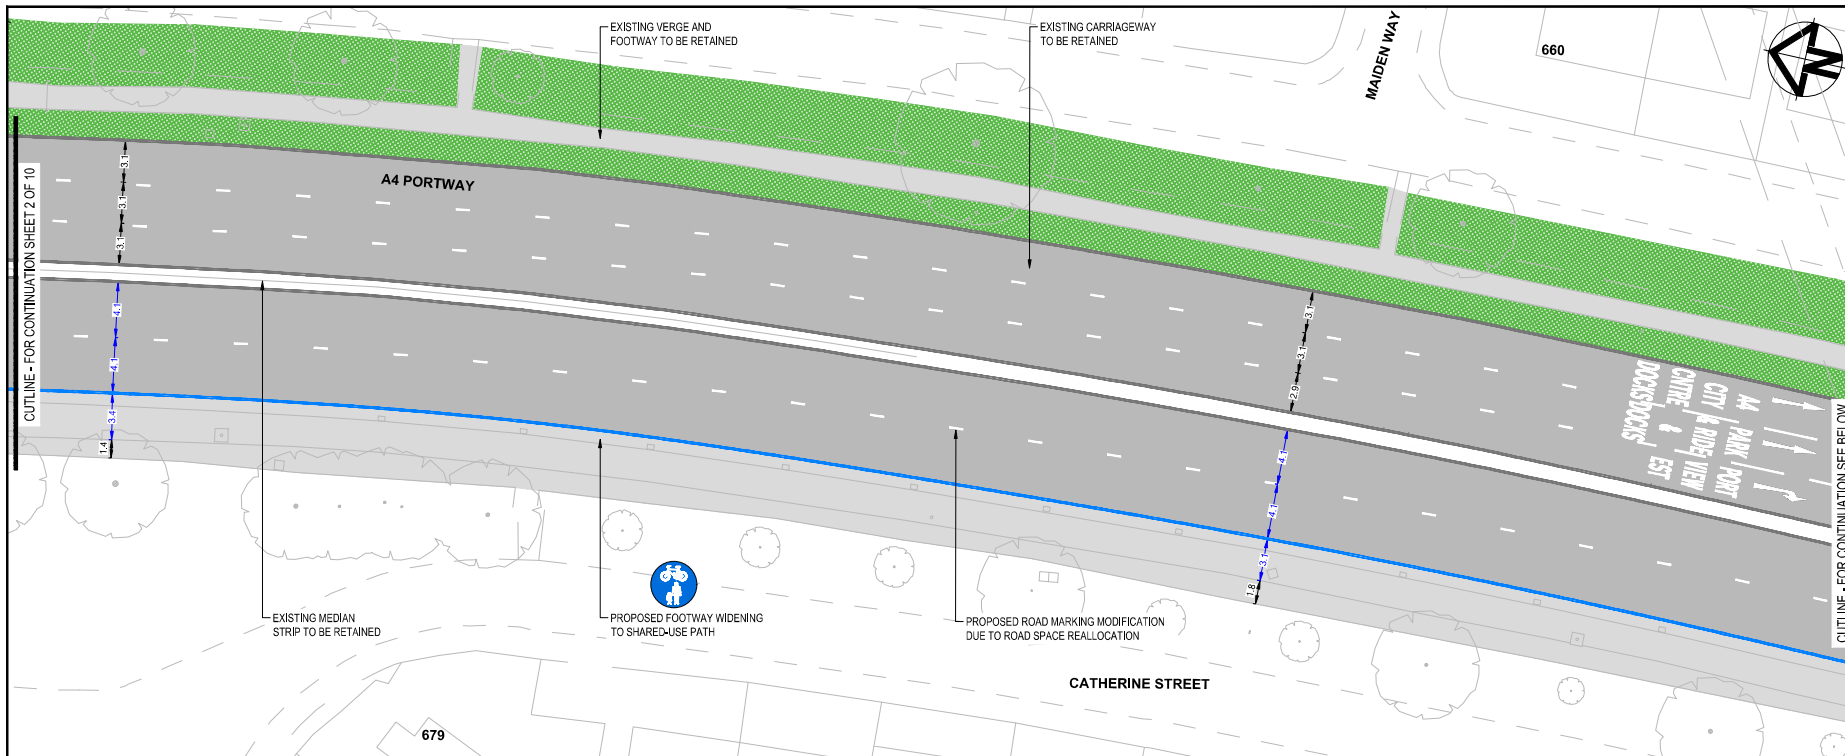 EXISTING VERGE AND
FOOTWAY TO BE RETAINED
EXISTING CARRIAGEWAY
TO BE RETAINED
MAIDEN WAY
660
N
CUTLINE - FOR CONTINUATION SHEET 2 OF 10
A4 PORTWAY
3.1
3.1
3.1
4.1
4.1
3.4
1.4
3.1
3.1
2.9
4.1
4.1
3.1
1.8
A4
CITY
CNTRE
PARK
& RIDE
&
DOCKS
PORT
VIEW
EST
DOCKS
CUTLINE - FOR CONTINUATION SEE BELOW
EXISTING MEDIAN
STRIP TO BE RETAINED
PROPOSED FOOTWAY WIDENING
TO SHARED-USE PATH
PROPOSED ROAD MARKING MODIFICATION
DUE TO ROAD SPACE REALLOCATION
CATHERINE STREET
679